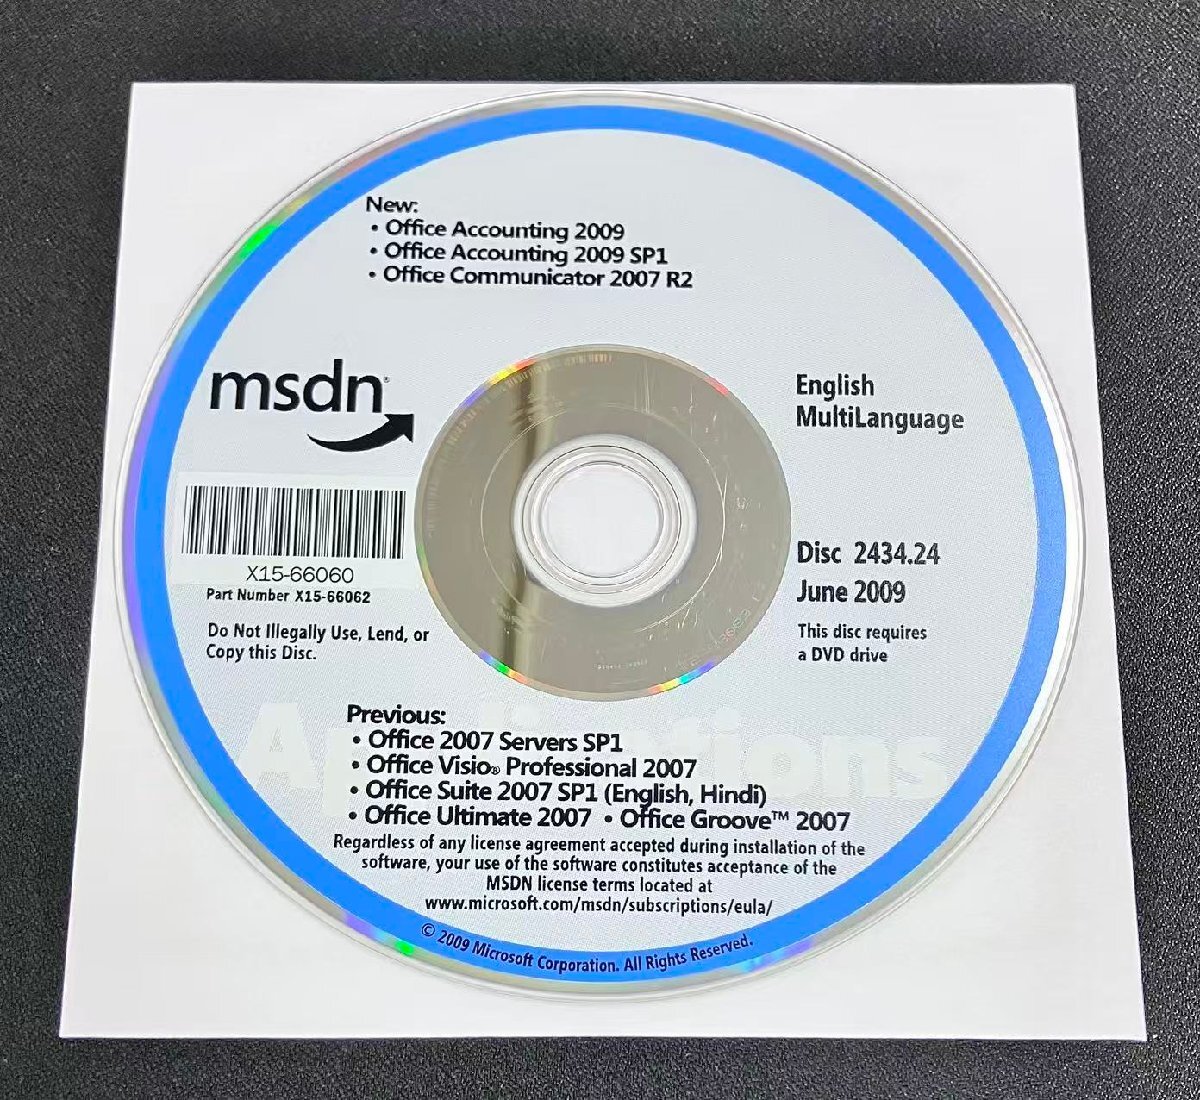 New:
• Office Accounting 2009
• Office Accounting 2009 SP1
• Office Communicator 2007 R2
msdn
English
MultiLanguage
X15-66060
Part Number X15-66062
Disc 2434.24
June 2009
Do Not Illegally Use, Lend, or
Copy this Disc.
This disc requires
a DVD drive
Applications
Previous:
• Office 2007 Servers SP1
• Office Visio® Professional 2007
• Office Suite 2007 SP1 (English, Hindi)
• Office Ultimate 2007 • Office Groove™ 2007
Regardless of any license agreement accepted during installation of the
software, your use of the software constitutes acceptance of the
MSDN license terms located at
www.microsoft.com/msdn/subscriptions/eula/
© 2009 Microsoft Corporation. All Rights Reserved.